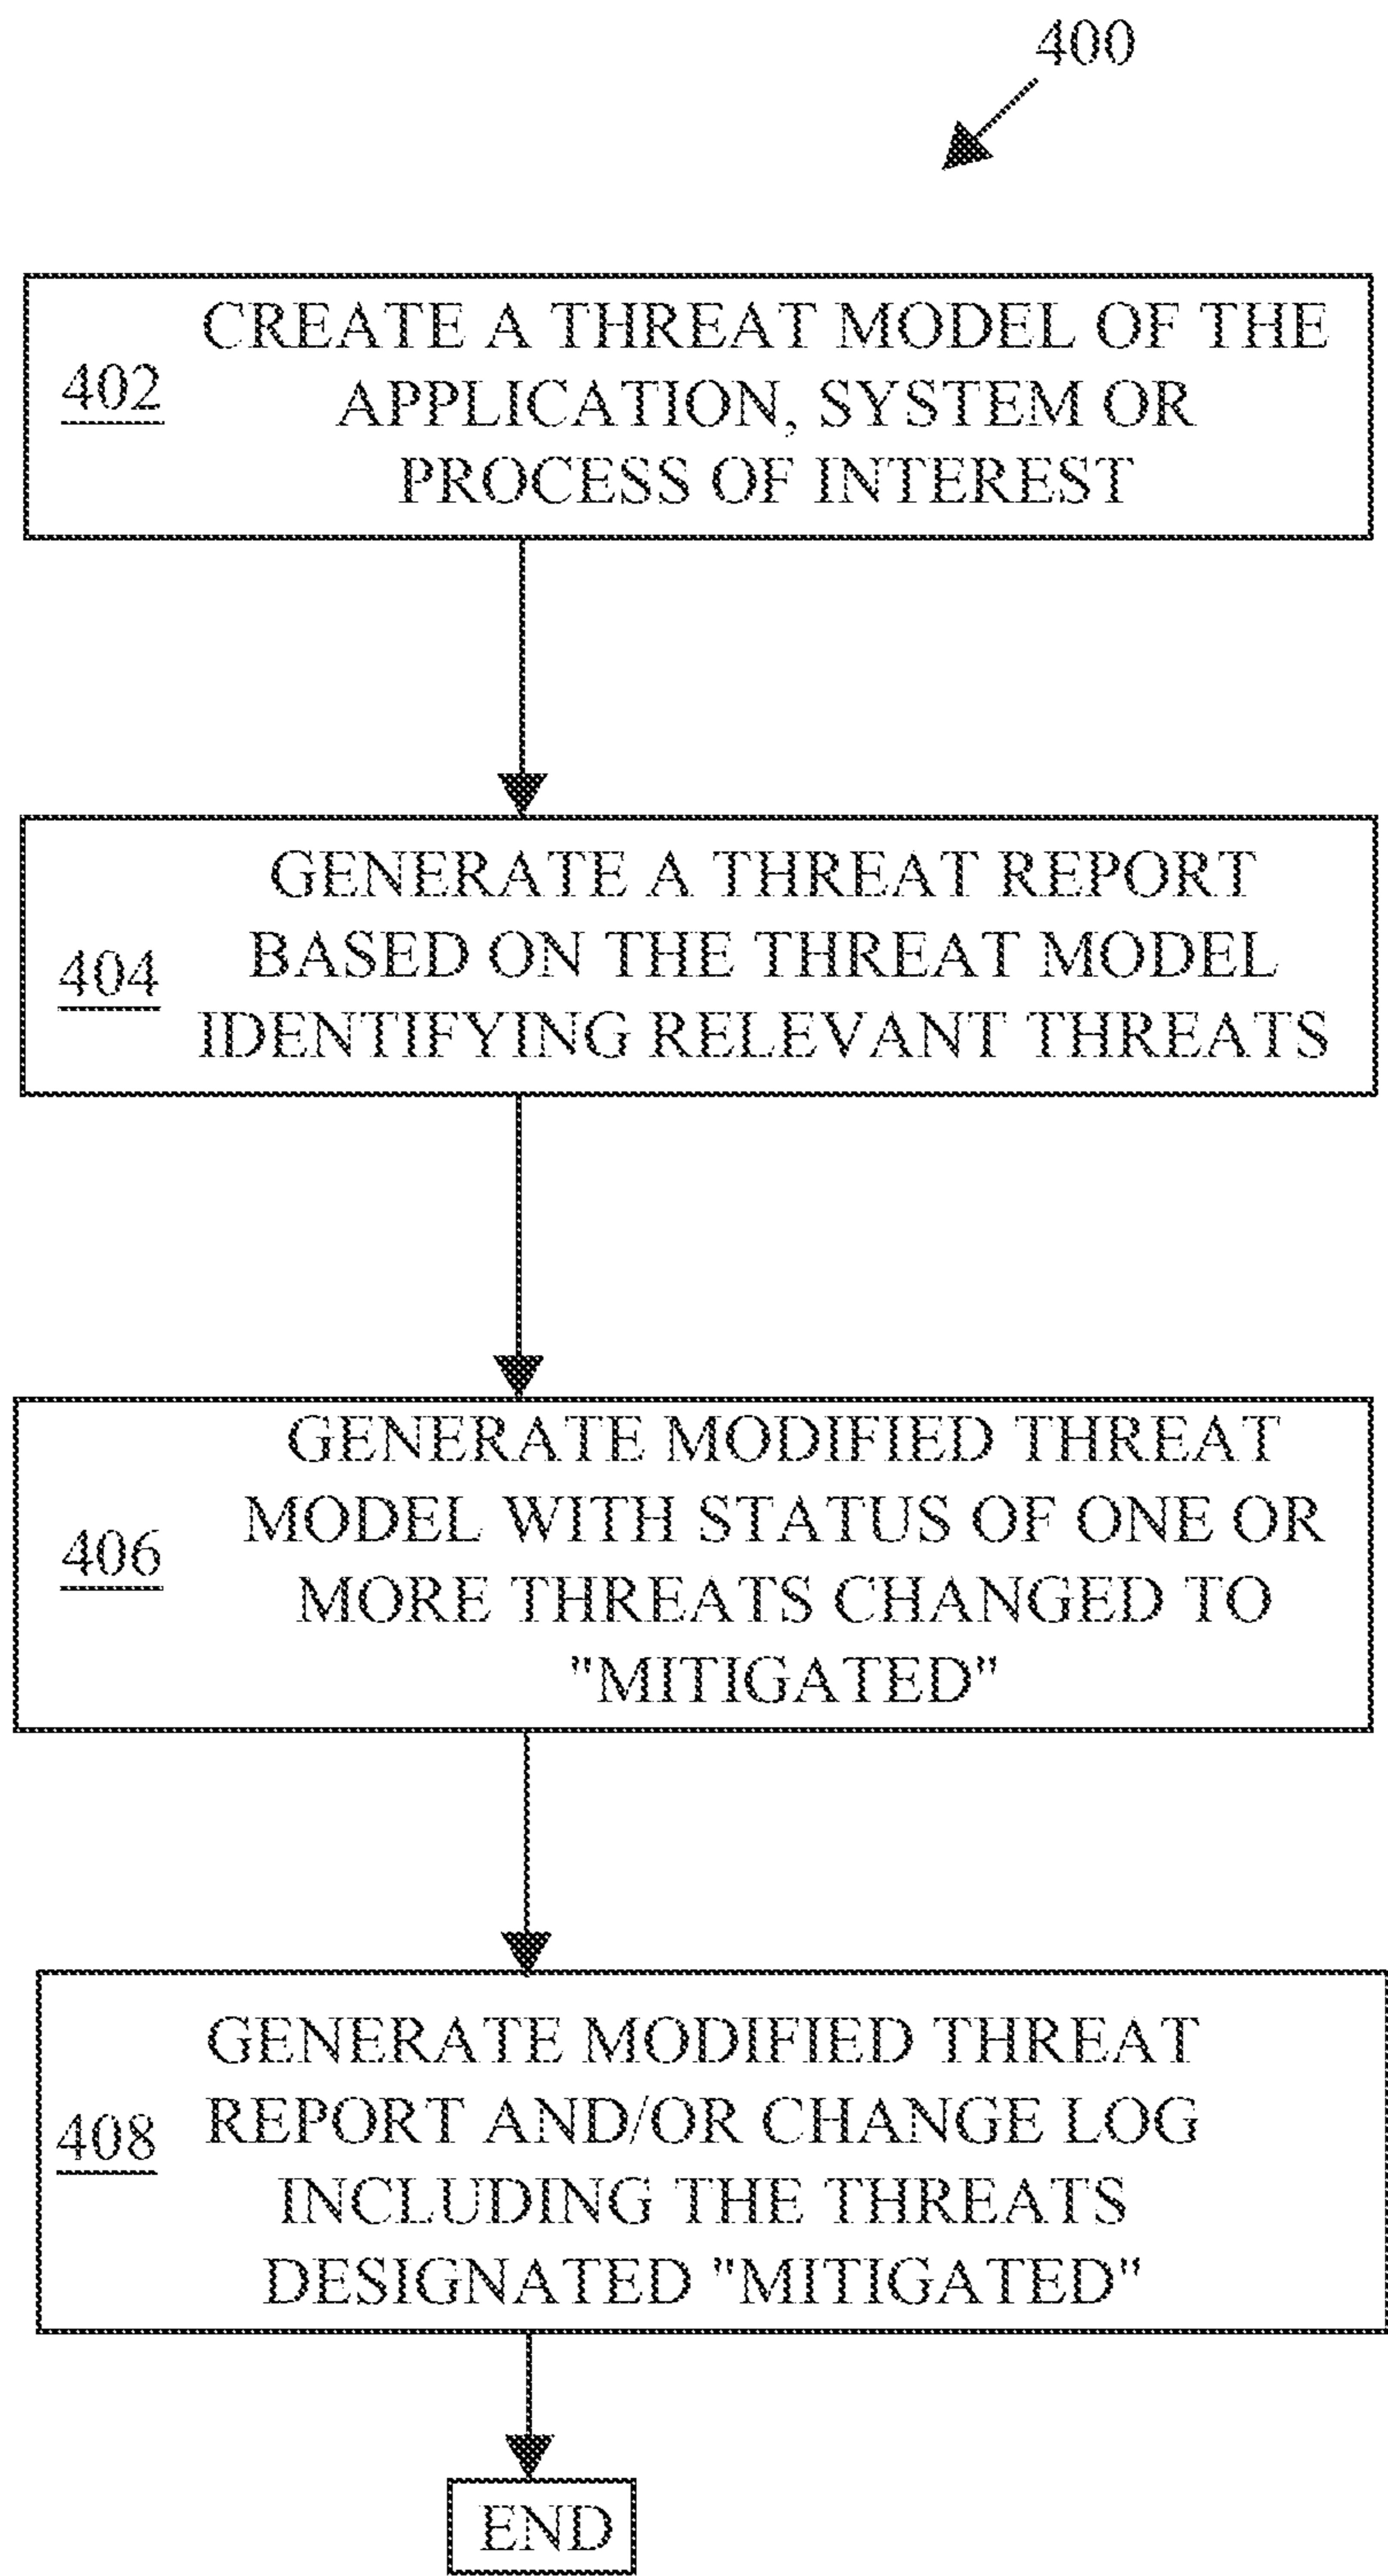 400
CREATE A THREAT MODEL OF THE
402
APPLICATION, SYSTEM OR
PROCESS OF INTEREST
GENERATE A THREAT REPORT
404
BASED ON THE THREAT MODEL
IDENTIFYING RELEVANT THREATS
GENERATE MODIFIED THREAT
MODEL WITH STATUS OF ONE OR
406
MORE THREATS CHANGED TO
"MITIGATED"
GENERATE MODIFIED THREAT
REPORT AND/OR CHANGE LOG
408
INCLUDING THE THREATS
DESIGNATED "MITIGATED"
END